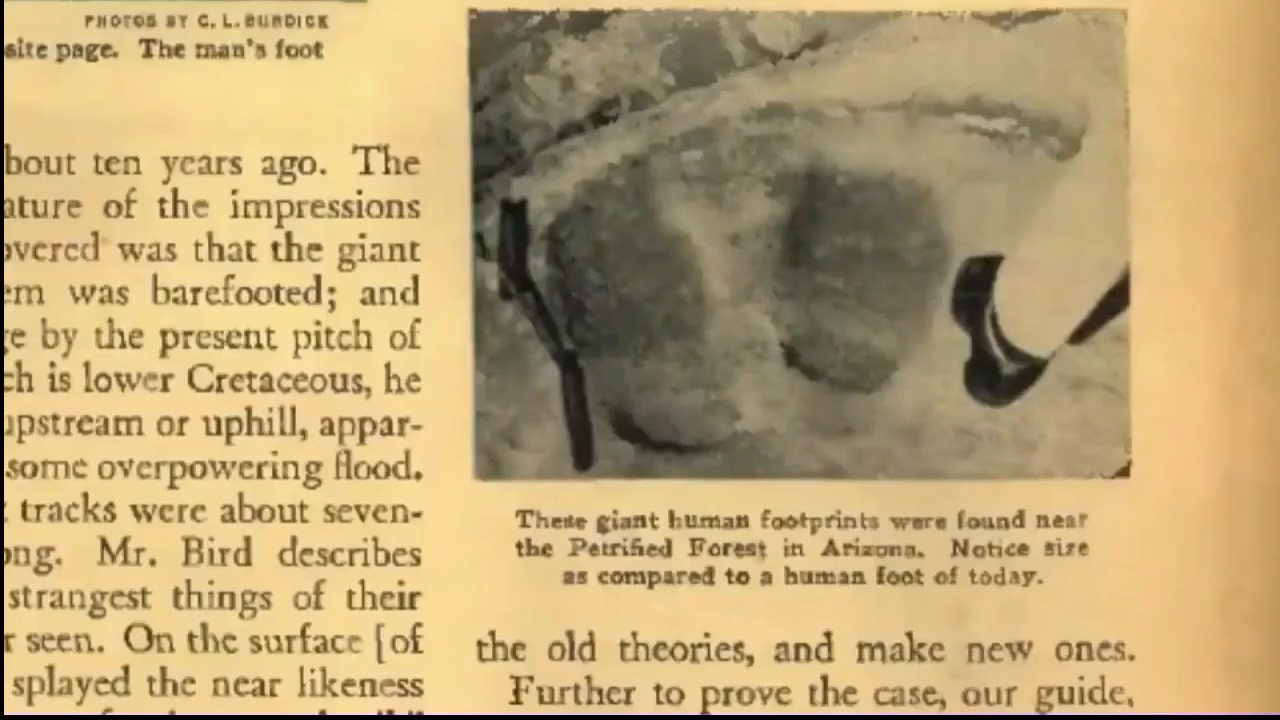 PHOTOS BY C. L. BURDICK
site page. The man's foot
bout ten years ago. The
ature of the impressions
overed was that the giant
em was barefooted; and
ge by the present pitch of
ch is lower Cretaceous, he
upstream or uphill, appar-
some overpowering flood.
tracks were about seven-
ong. Mr. Bird describes
strangest things of their
r seen. On the surface [of
splayed the near likeness
These giant human footprints were found near
the Petrified Forest in Arizona. Notice size
as compared to a human foot of today.
the old theories, and make new ones.
Further to prove the case, our guide,